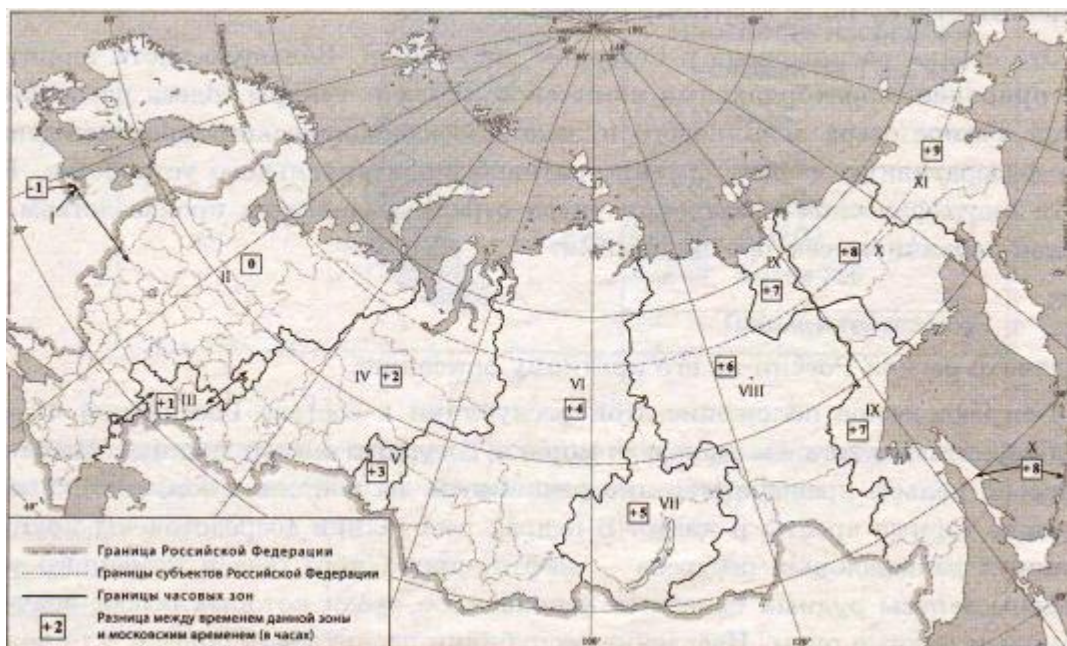 -1
I
II
0
+1
III
IV
+2
V
+3
VI
+4
+5
VII
+6
VIII
IX
+7
IX
+7
+8
X
XI
+9
X
+8
100°
120°
Граница Российской Федерации
Границы субъектов Российской Федерации
Границы часовых зон
+2
Разница между временем данной зоны
и московским временем (в часах)